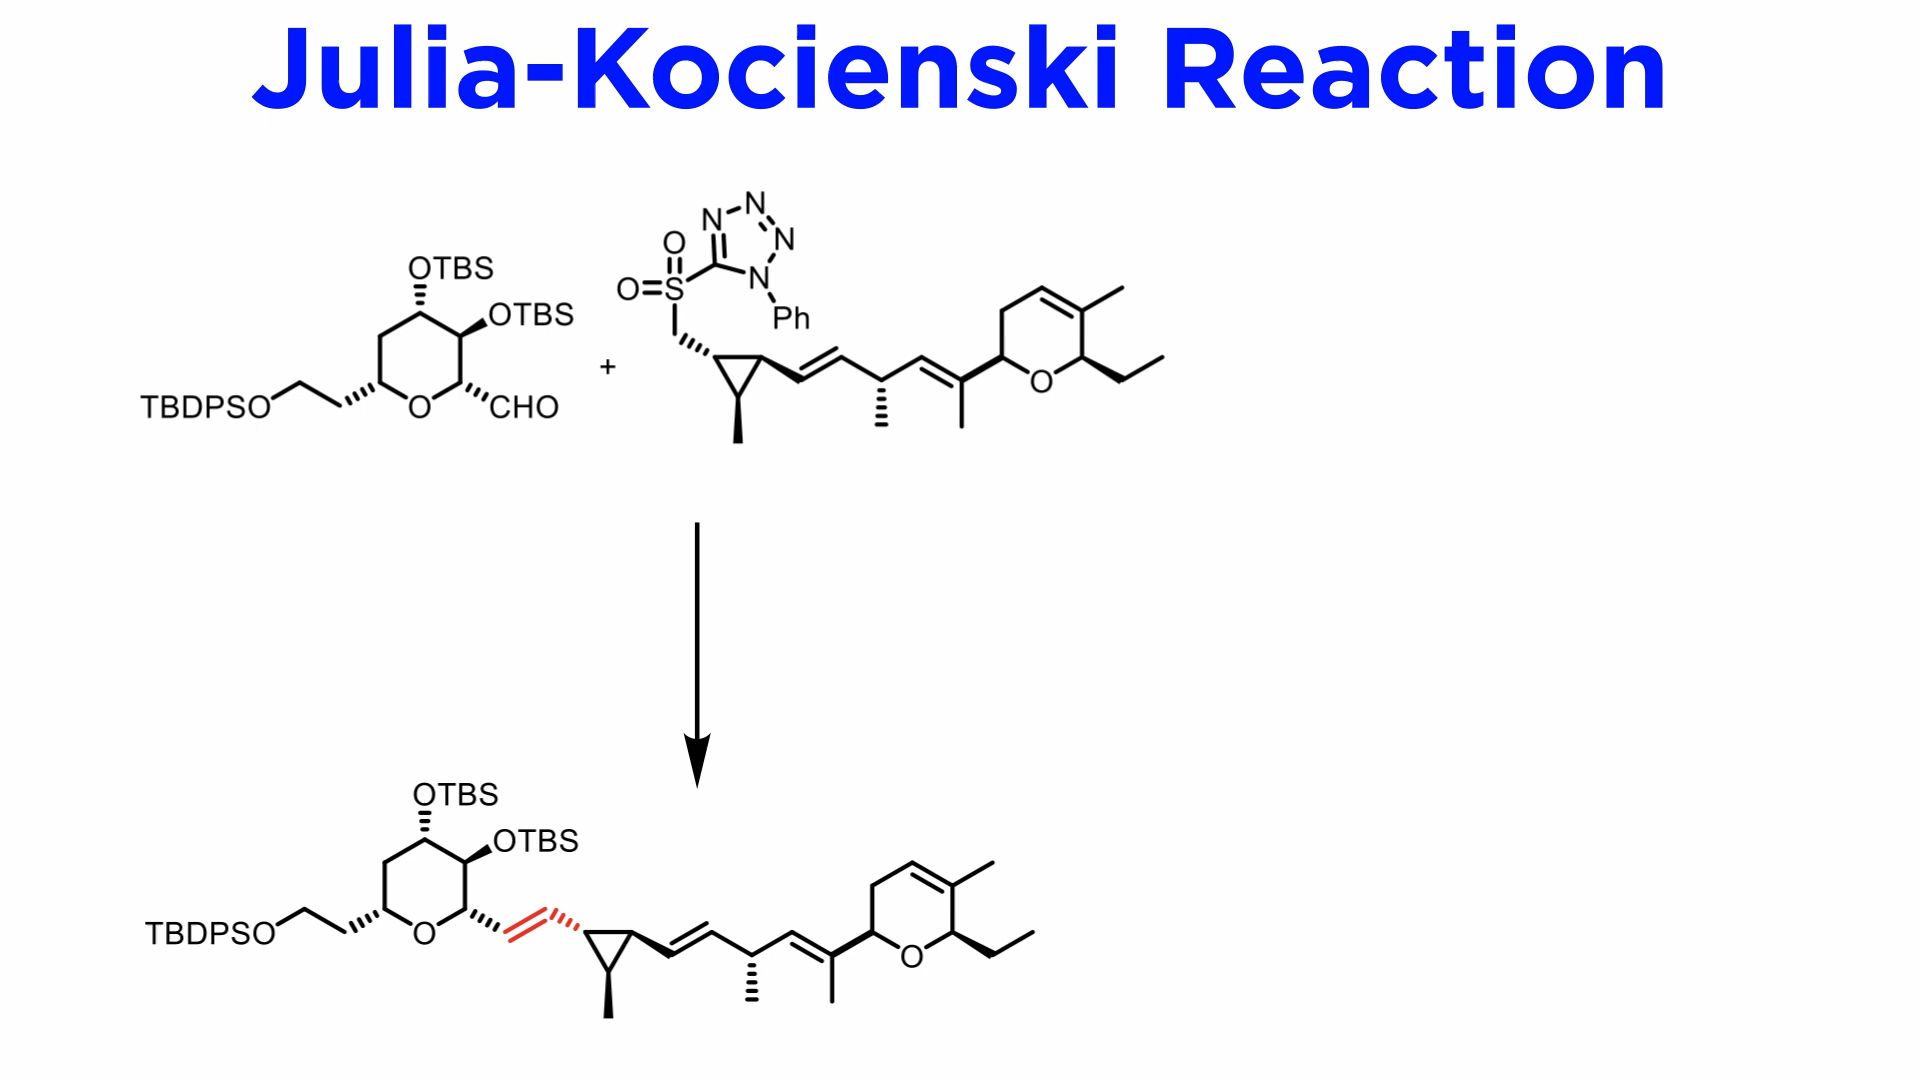 Julia-Kocienski Reaction
N
N
N
O
N
OTBS
O
S
OTBS
Ph
+
O
TBDPSO
O
CHO
OTBS
OTBS
TBDPSO
O
O